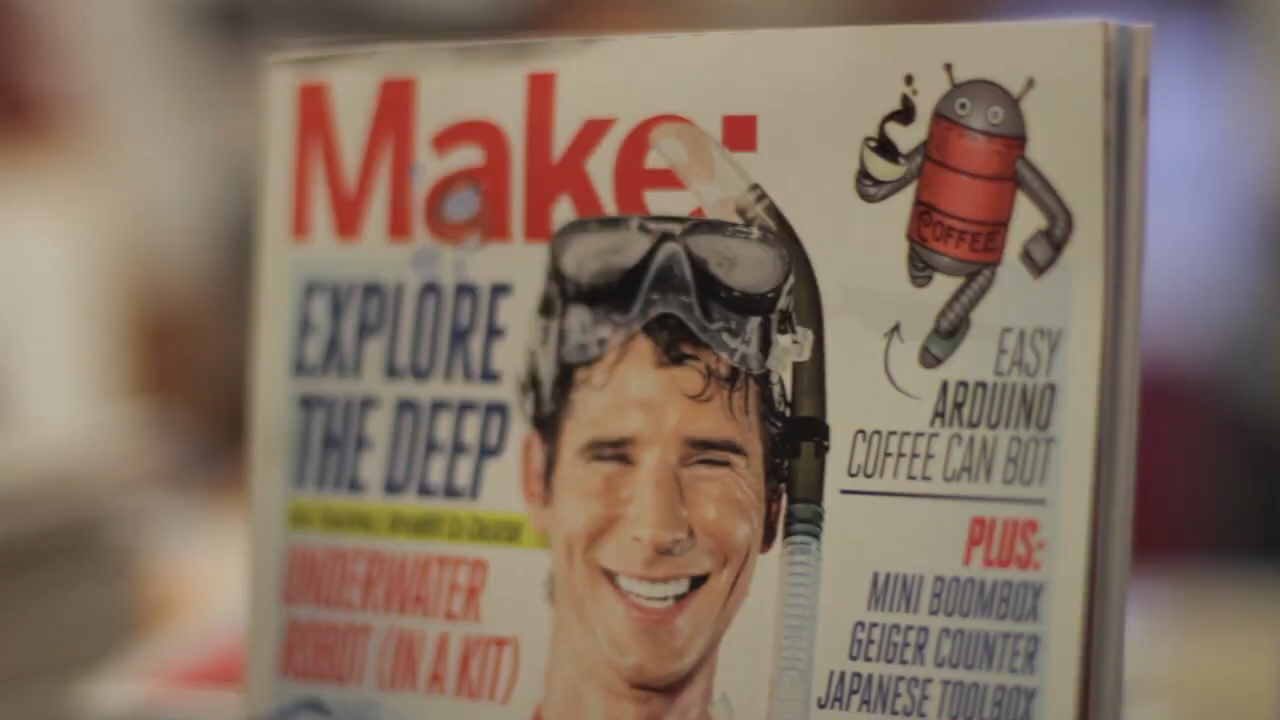 Make:
EXPLORE
THE DEEP
UNDERWATER
ROBOT (IN A KIT)
COFFEE
EASY
ARDUINO
COFFEE CAN BOT
PLUS:
MINI BOOMBOX
GEIGER COUNTER
JAPANESE TOOLBOX